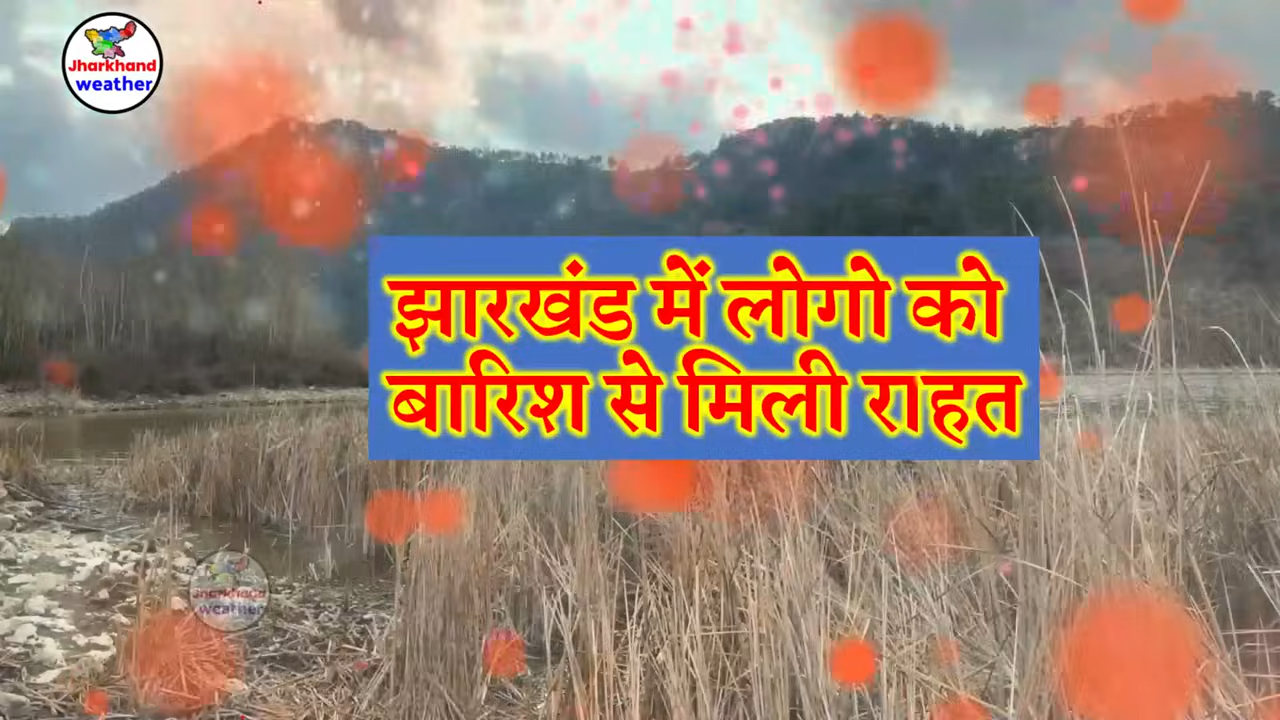 Jharkhand
weather
झारखंड में लोगो को
बारिश से मिली राहत
Jharkhand
weather